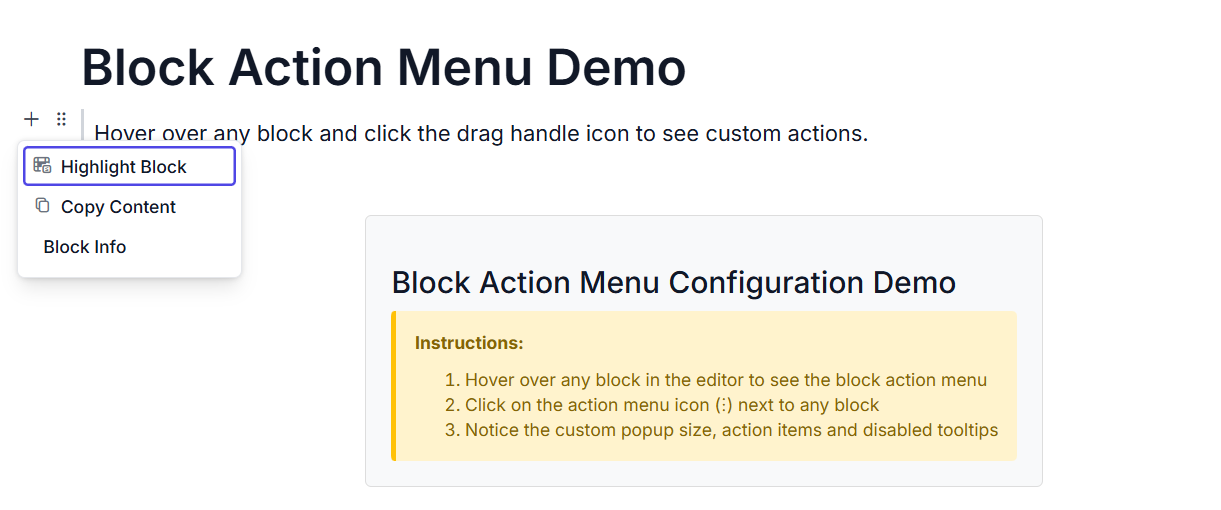 Block Action Menu Demo
Hover over any block and click the drag handle icon to see custom actions.
Highlight Block
Copy Content
Block Info
Block Action Menu Configuration Demo
Instructions:
1. Hover over any block in the editor to see the block action menu
2. Click on the action menu icon (⋮) next to any block
3. Notice the custom popup size, action items and disabled tooltips